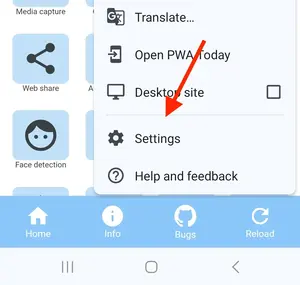 Media capture
Translate...
Open PWA Today
Web share
Desktop site
Settings
Face detection
Help and feedback
Home
Info
Bugs
Reload